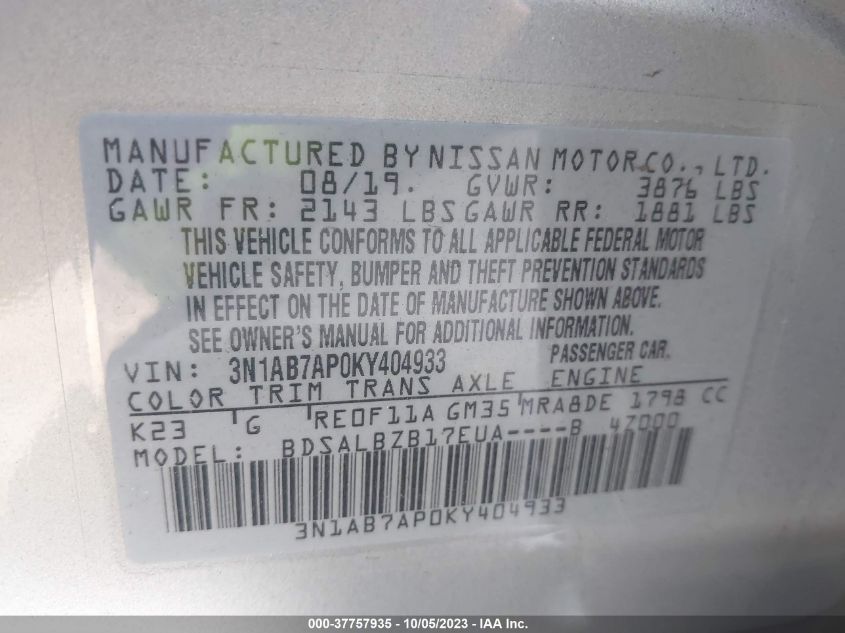 MANUFACTURED BY NISSAN MOTOR CO., LTD.
DATE: 08/19. GVWR: 3876 LBS
GAWR FR: 2143 LBS GAWR RR: 1881 LBS
THIS VEHICLE CONFORMS TO ALL APPLICABLE FEDERAL MOTOR
VEHICLE SAFETY, BUMPER AND THEFT PREVENTION STANDARDS
IN EFFECT ON THE DATE OF MANUFACTURE SHOWN ABOVE.
SEE OWNER'S MANUAL FOR ADDITIONAL INFORMATION.
VIN: 3N1AB7AP0KY404933 PASSENGER CAR.
COLOR TRIM TRANS AXLE ENGINE
K23 G RE0F11A GM35 MRA8DE 1798 CC
MODEL: BDSALBZB17EUA----B 47000
3N1AB7AP0KY404933
000-37757935 - 10/05/2023 - IAA Inc.